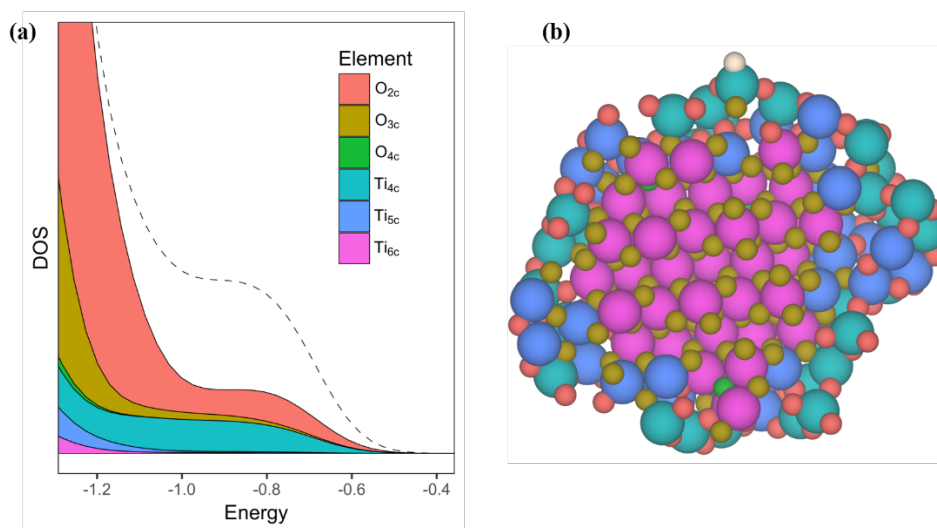 (a)
(b)
Element
O2c
O3c
O4c
Ti4c
Ti5c
Ti6c
DOS
-1.2 -1.0 -0.8 -0.6 -0.4
Energy